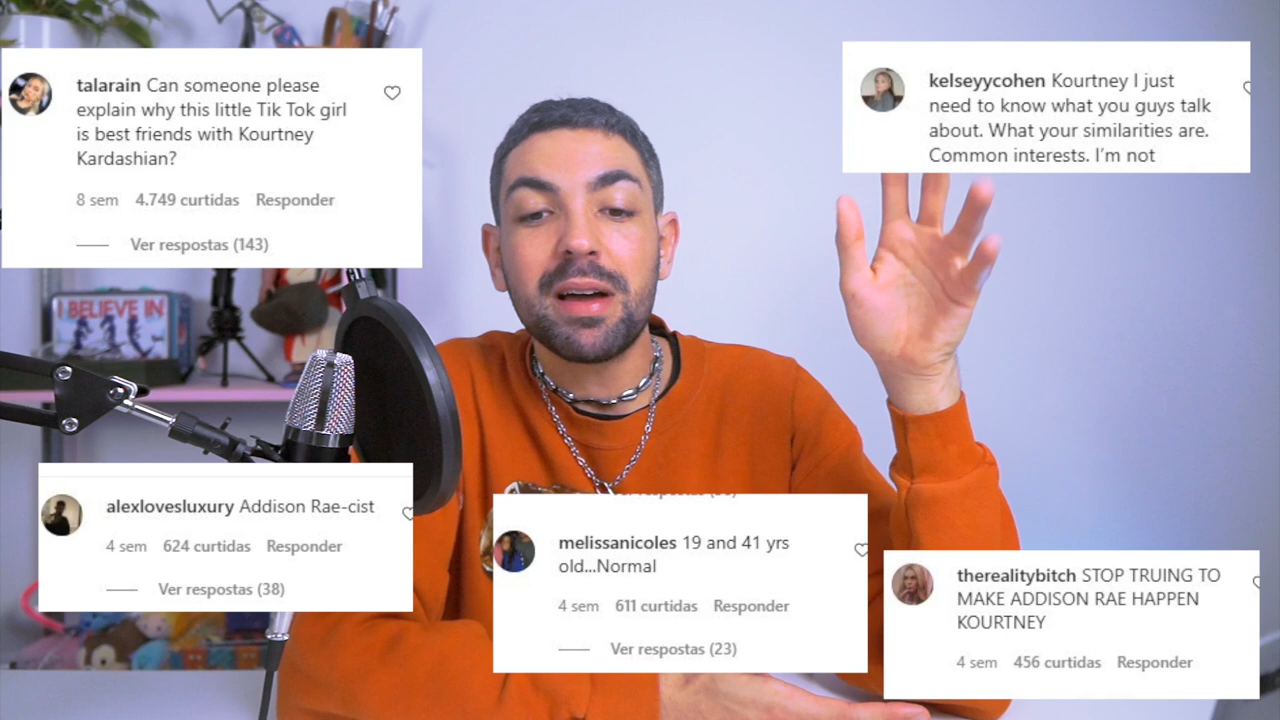 talarain Can someone please
explain why this little Tik Tok girl
is best friends with Kourtney
Kardashian?
8 sem 4.749 curtidas Responder
Ver respostas (143)
kelseyycohen Kourtney I just
need to know what you guys talk
about. What your similarities are.
Common interests. I'm not
I BELIEVE IN
alexlovesluxury Addison Rae-cist
4 sem 624 curtidas Responder
Ver respostas (38)
melissanicoles 19 and 41 yrs
old...Normal
4 sem 611 curtidas Responder
Ver respostas (23)
therealitybitch STOP TRUING TO
MAKE ADDISON RAE HAPPEN
KOURTNEY
4 sem 456 curtidas Responder